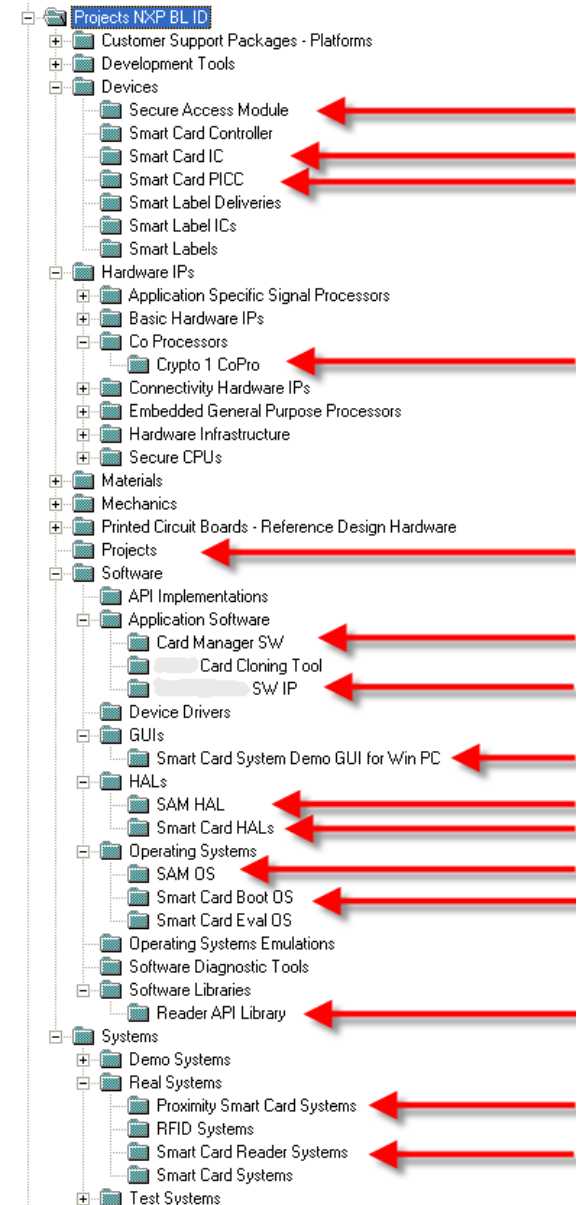 Projects NXP BL ID
Customer Support Packages - Platforms
Development Tools
Devices
Secure Access Module
Smart Card Controller
Smart Card IC
Smart Card PICC
Smart Label Deliveries
Smart Label ICs
Smart Labels
Hardware IPs
Application Specific Signal Processors
Basic Hardware IPs
Co Processors
Crypto 1 CoPro
Connectivity Hardware IPs
Embedded General Purpose Processors
Hardware Infrastructure
Secure CPUs
Materials
Mechanics
Printed Circuit Boards - Reference Design Hardware
Projects
Software
API Implementations
Application Software
Card Manager SW
Card Cloning Tool
SW IP
Device Drivers
GUIs
Smart Card System Demo GUI for Win PC
HALs
SAM HAL
Smart Card HALs
Operating Systems
SAM OS
Smart Card Boot OS
Smart Card Eval OS
Operating Systems Emulations
Software Diagnostic Tools
Software Libraries
Reader API Library
Systems
Demo Systems
Real Systems
Proximity Smart Card Systems
RFID Systems
Smart Card Reader Systems
Smart Card Systems
Test Systems